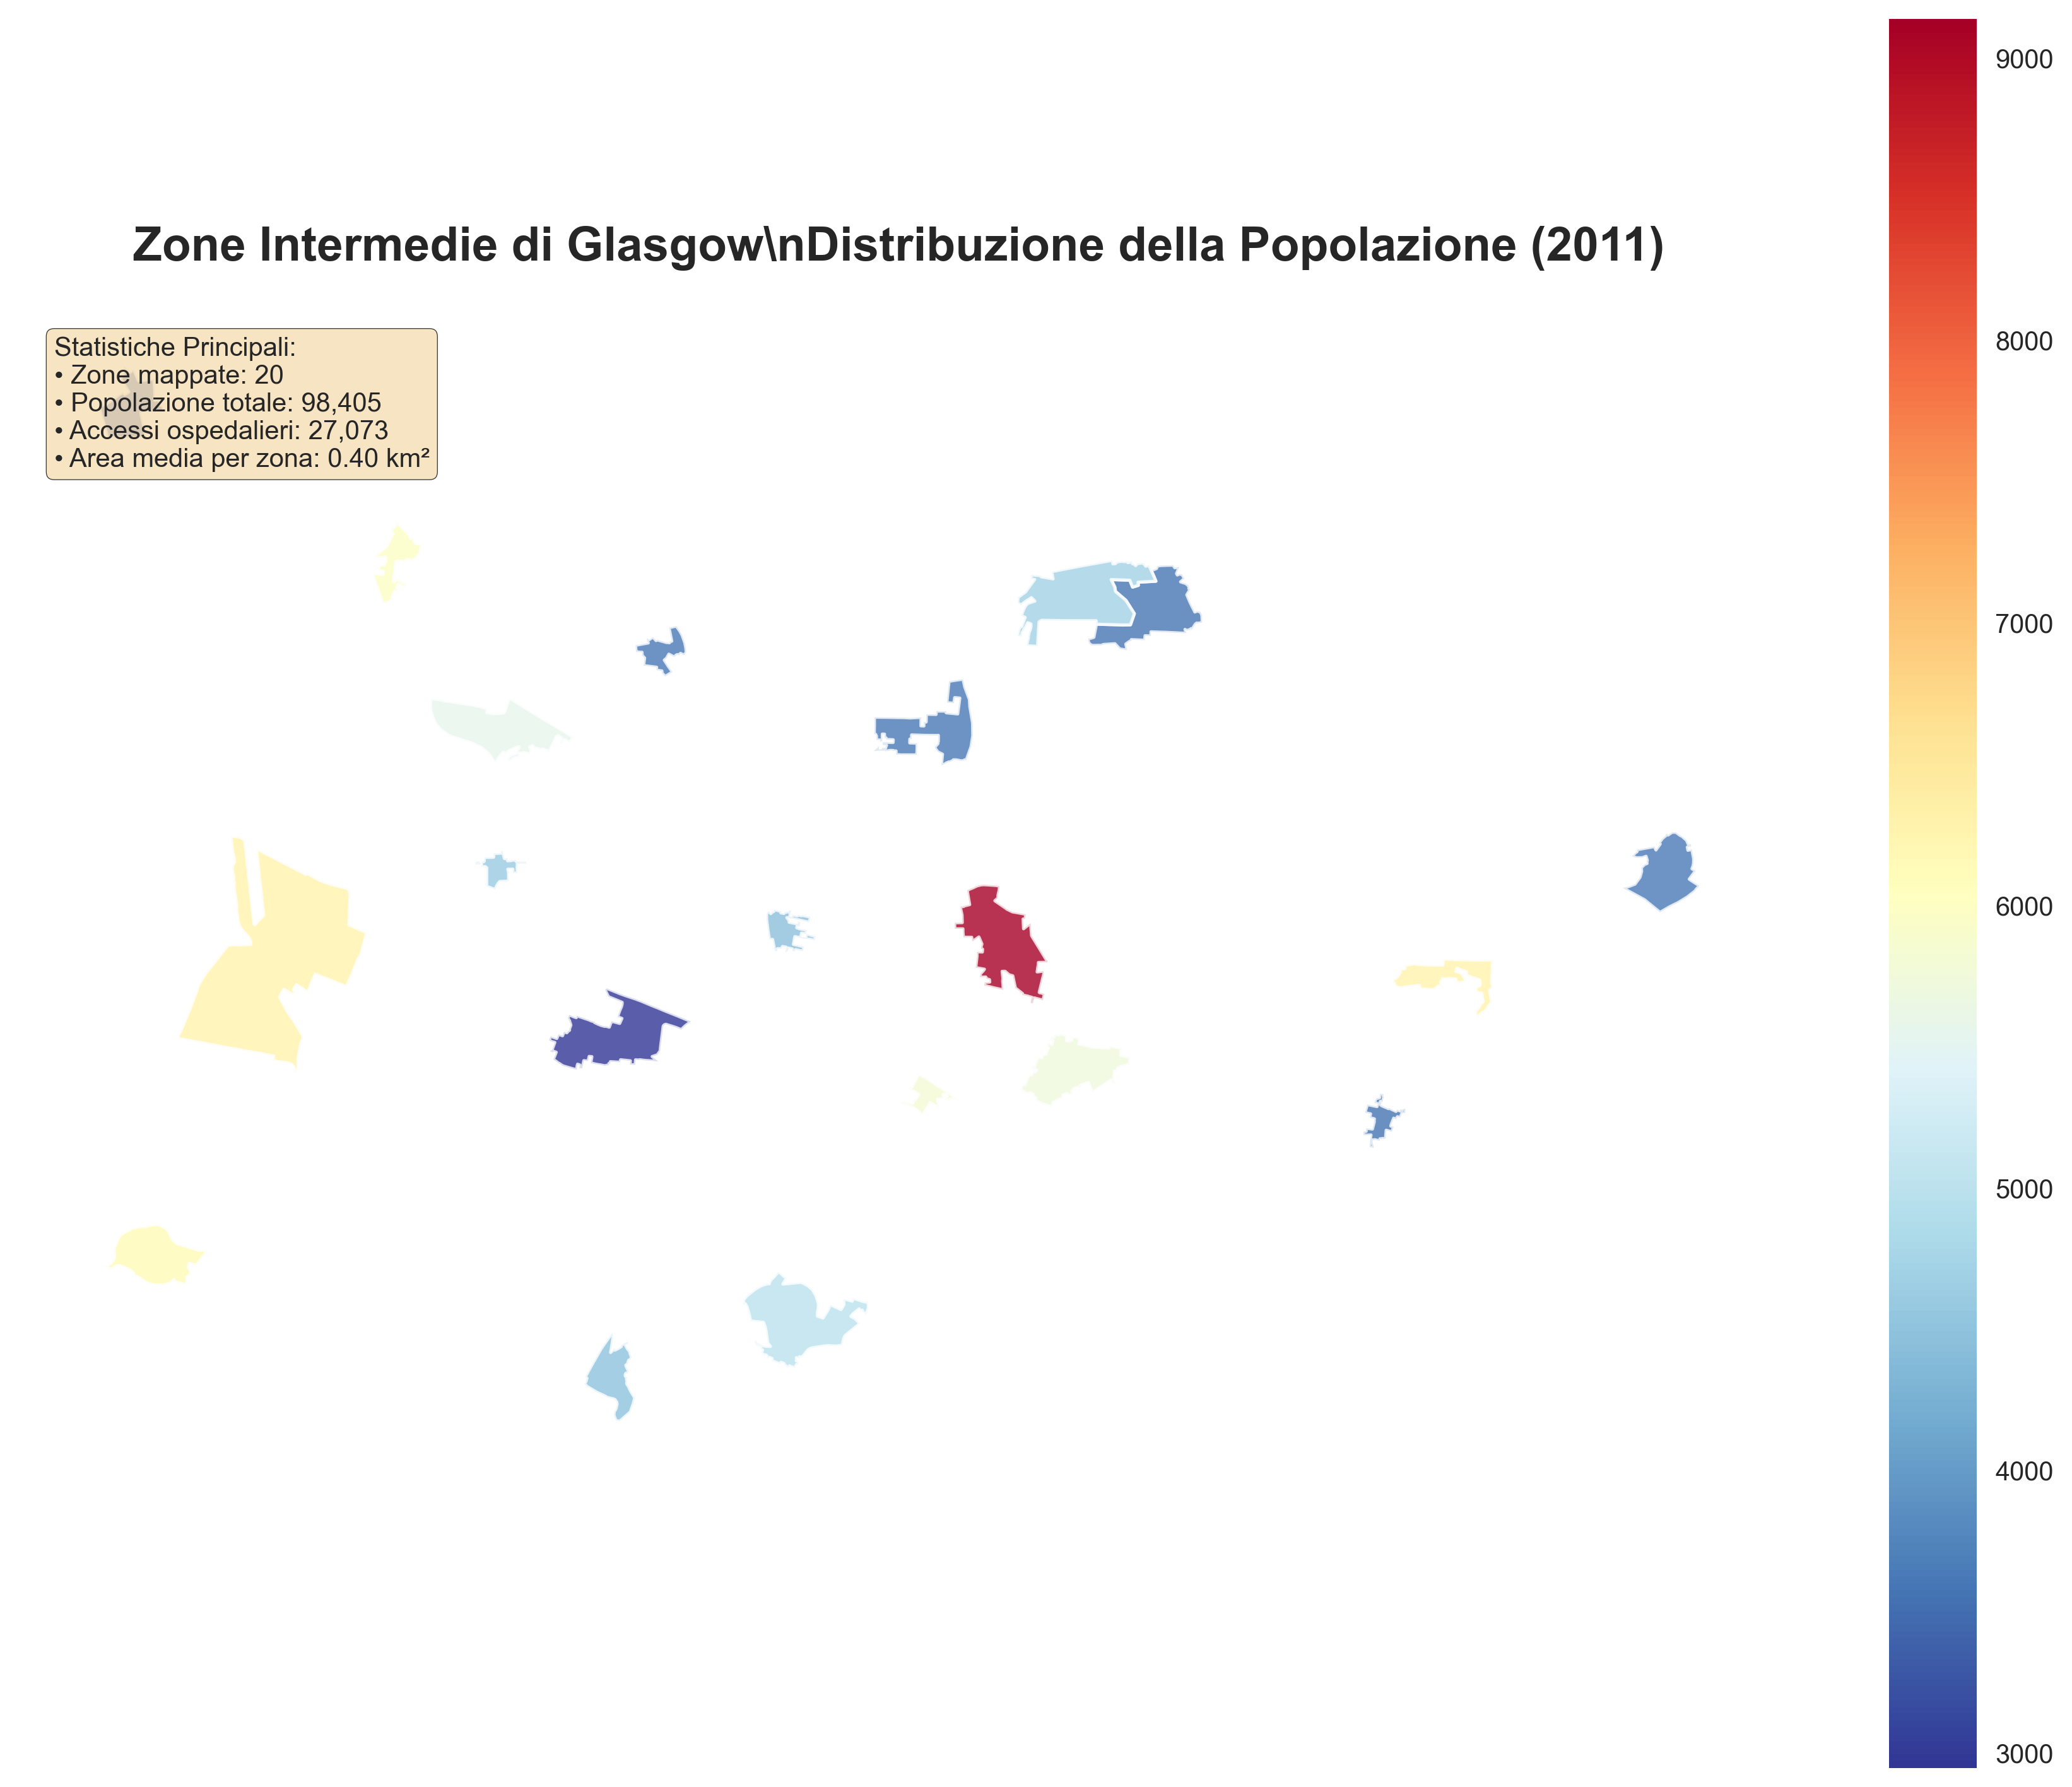 Zone Intermedie di Glasgow\nDistribuzione della Popolazione (2011)
Statistiche Principali:
• Zone mappate: 20
• Popolazione totale: 98,405
• Accessi ospedalieri: 27,073
• Area media per zona: 0.40 km²
9000
8000
7000
6000
5000
4000
3000